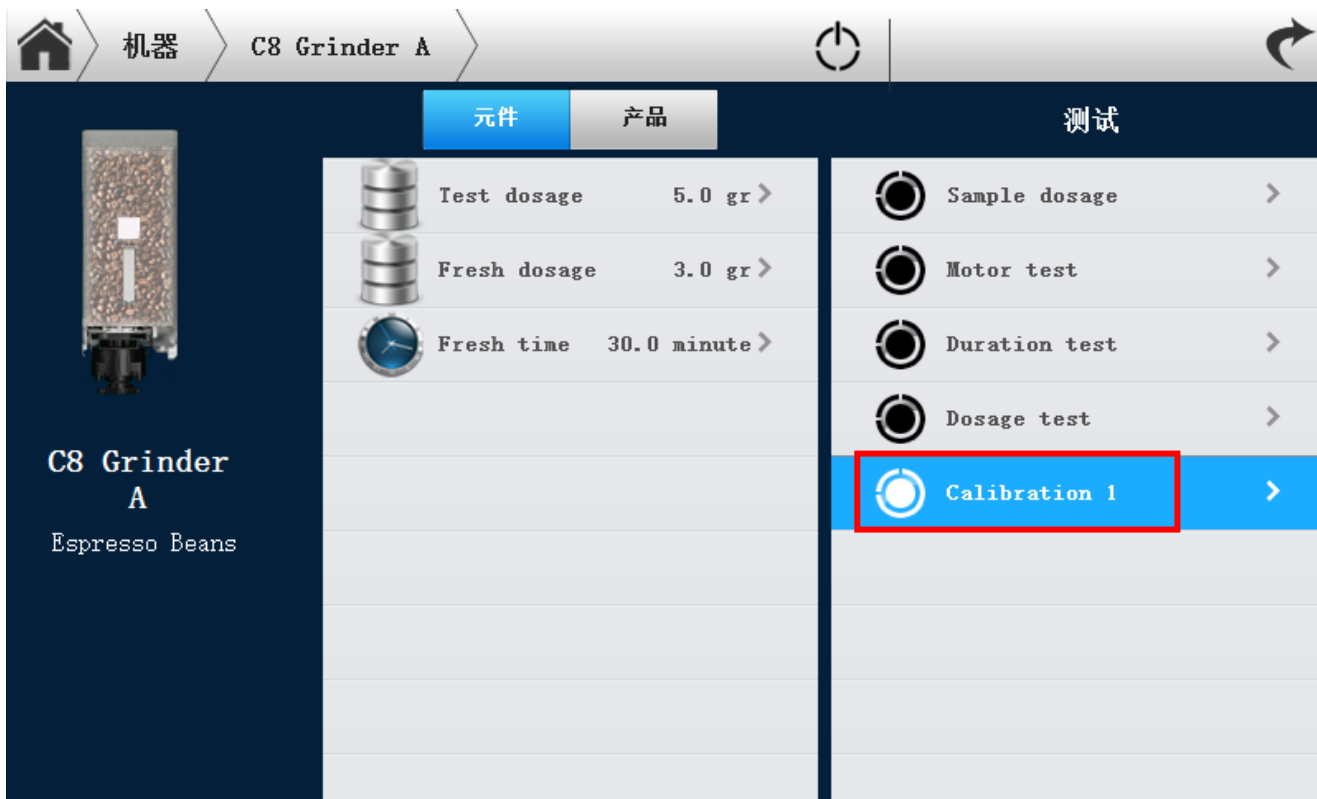 机器 C8 Grinder A
元件 产品 测试
Test dosage 5.0 gr
Fresh dosage 3.0 gr
Fresh time 30.0 minute
Sample dosage
Motor test
Duration test
Dosage test
Calibration 1
C8 Grinder
A
Espresso Beans